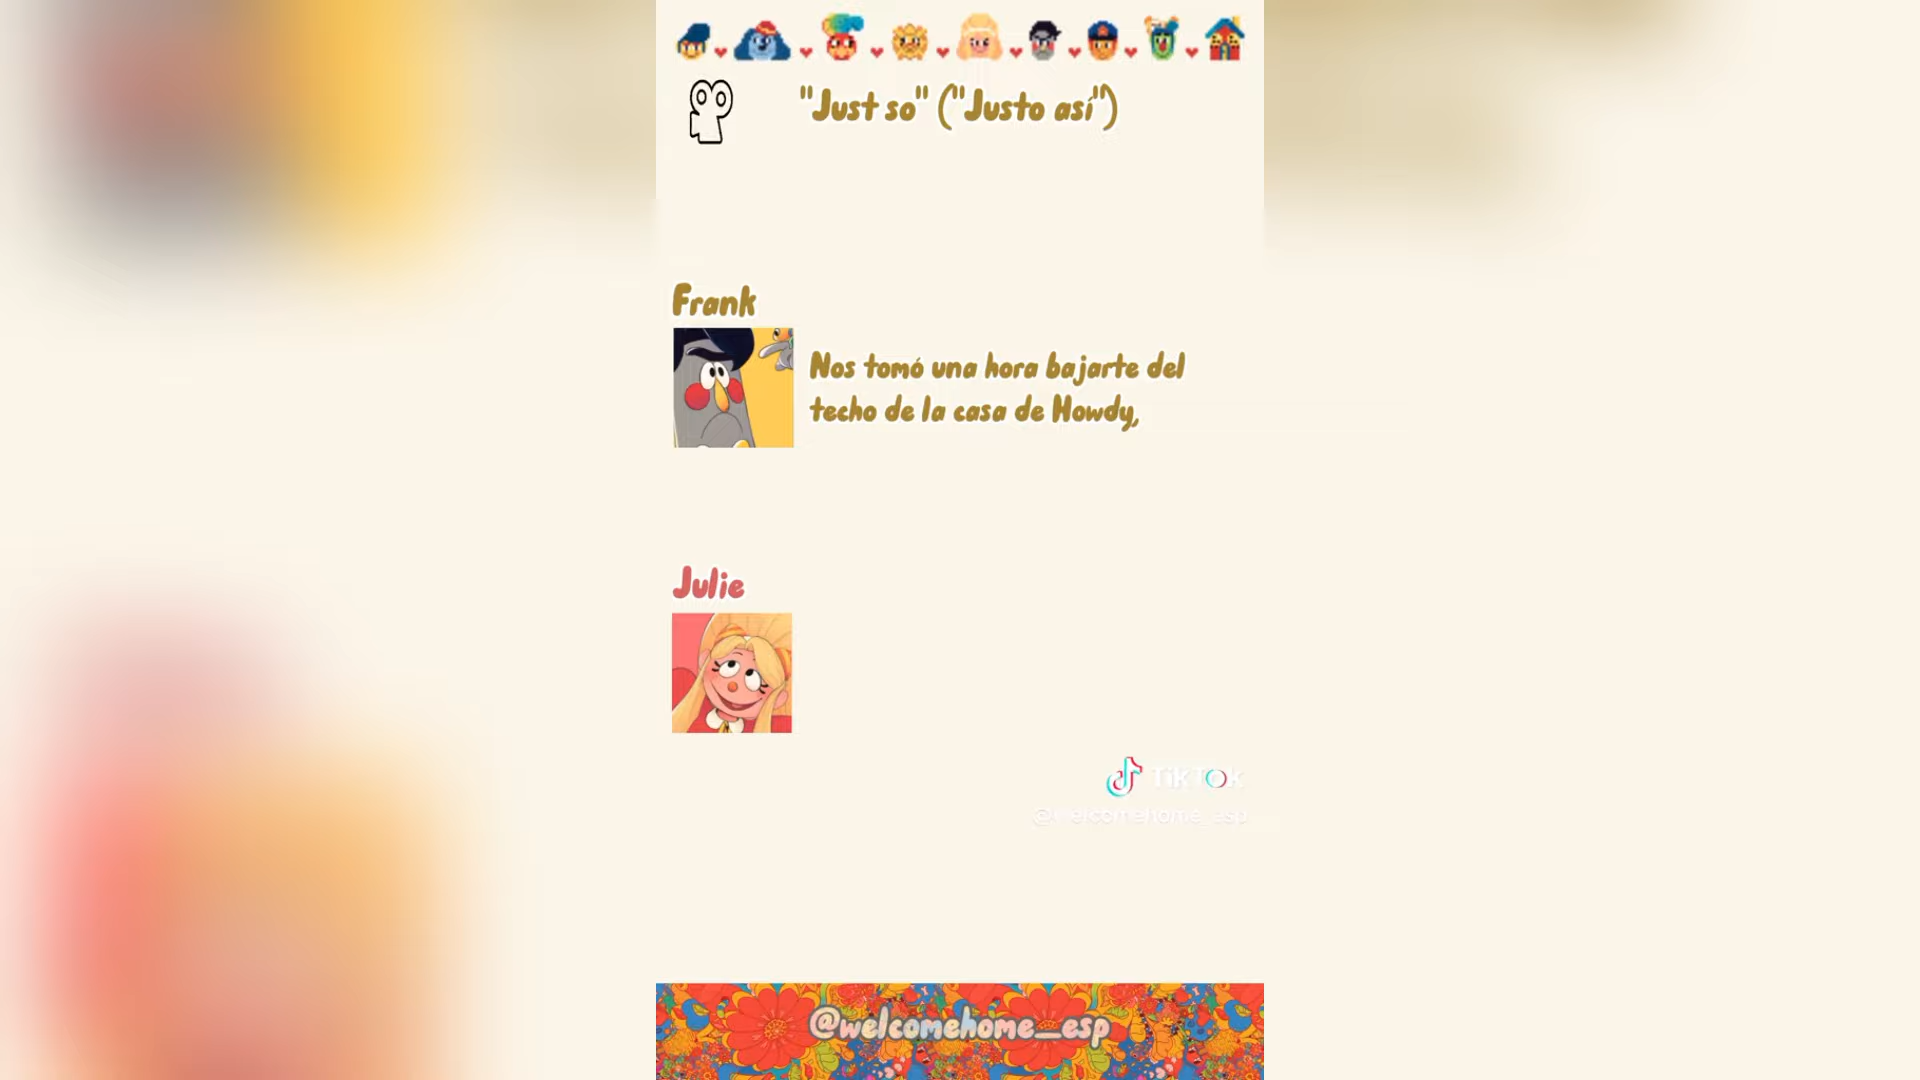 "Just so" ("Justo así")
Frank
Nos tomó una hora bajarte del
techo de la casa de Howdy,
Julie
TikTok
@welcomehome_esp
@welcomehome_esp